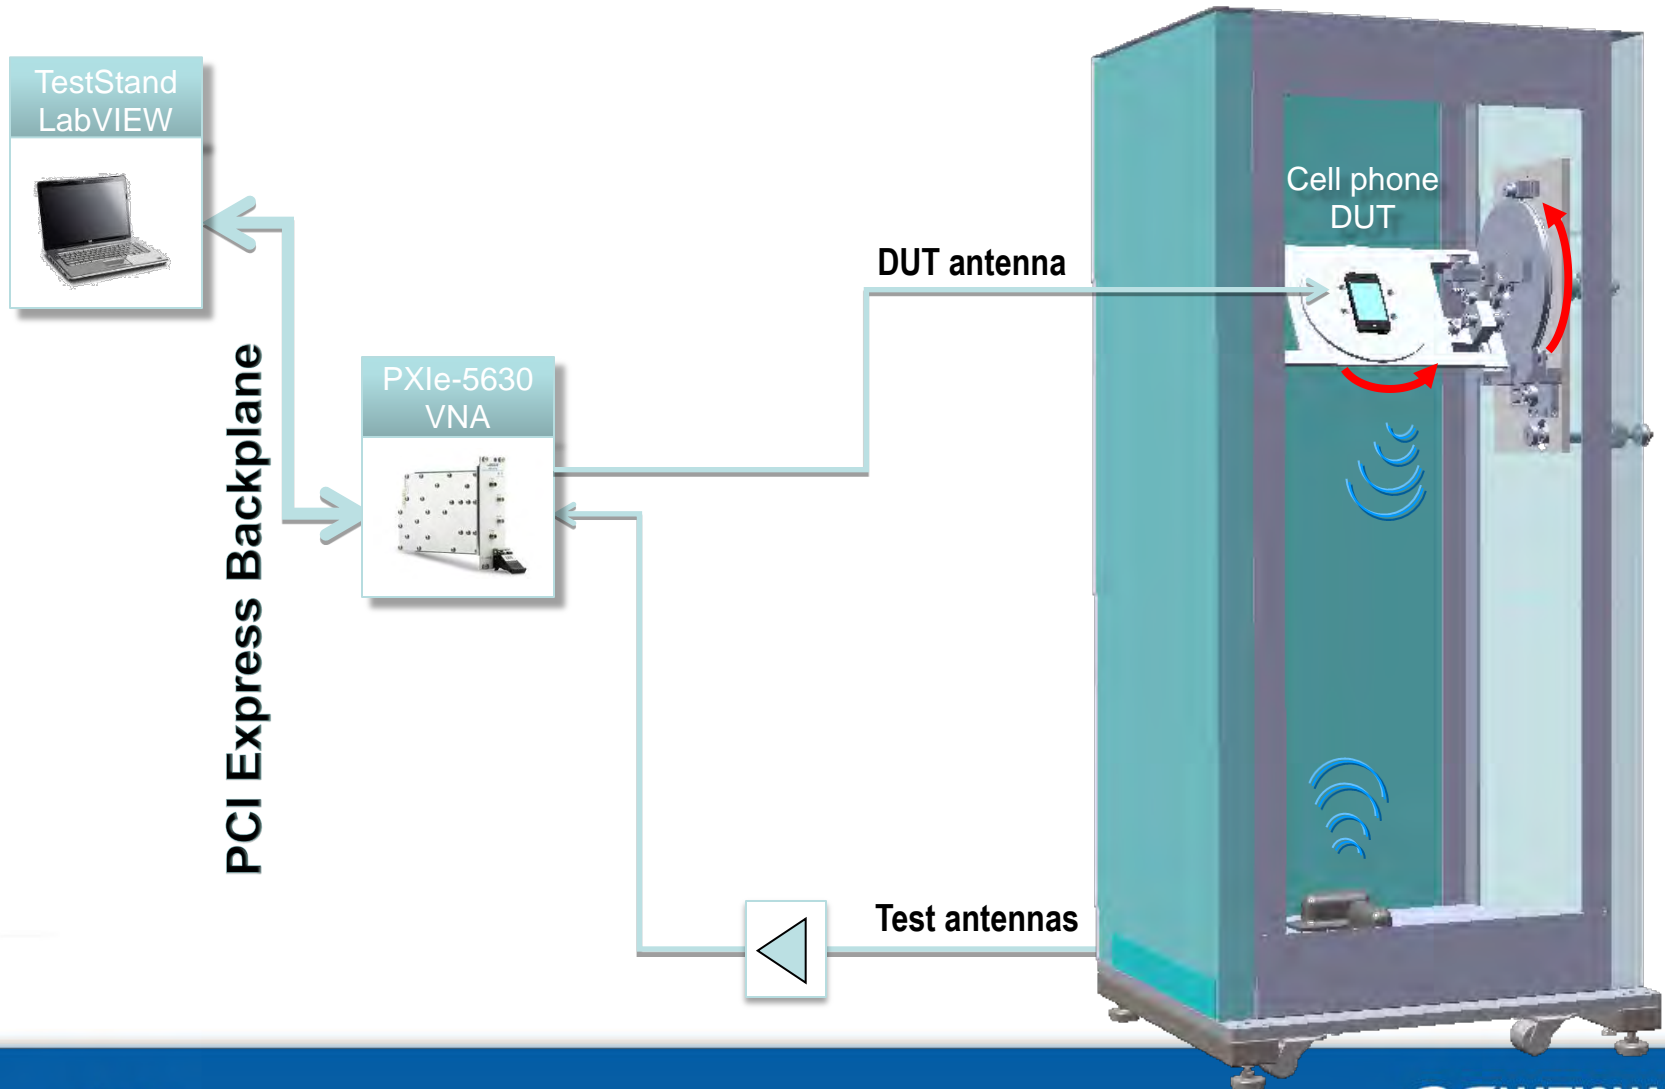 TestStand
LabVIEW
Cell phone
DUT
DUT antenna
PCI Express Backplane
PXIe-5630
VNA
Test antennas